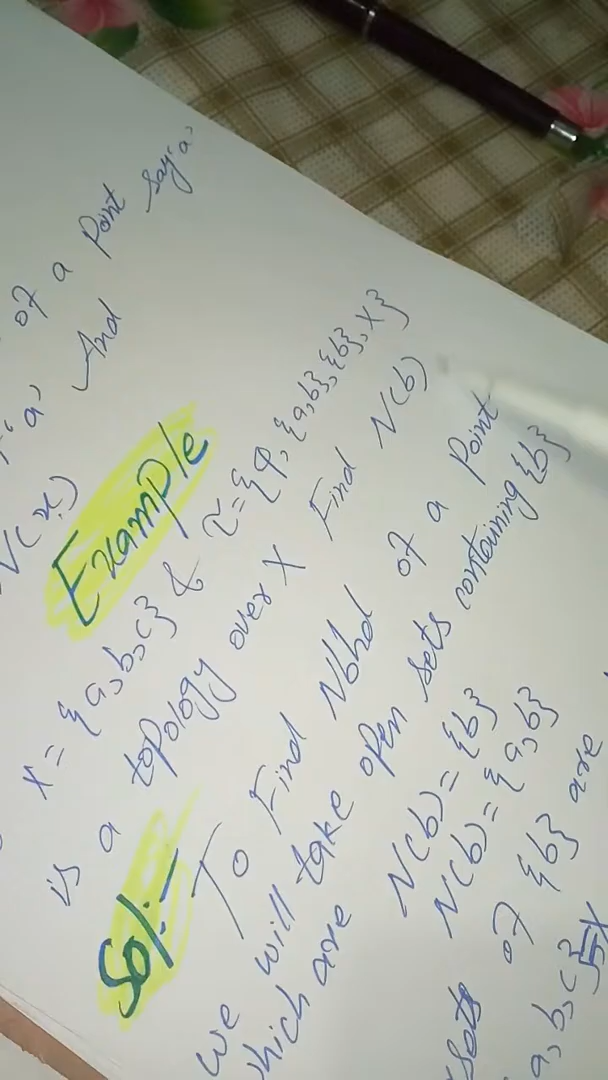 of a Point say 'a'
'a' And
N(x)
Example
X = {a,b,c} & τ={φ,{a,b},{b},X}
is a topology over X Find N(b)
Sol:- To Find Nbhd of a Point
we will take open sets containing {b}
which are N(b) = {b}
N(b) = {a,b}
sets of {b} are
a,b,c}=X